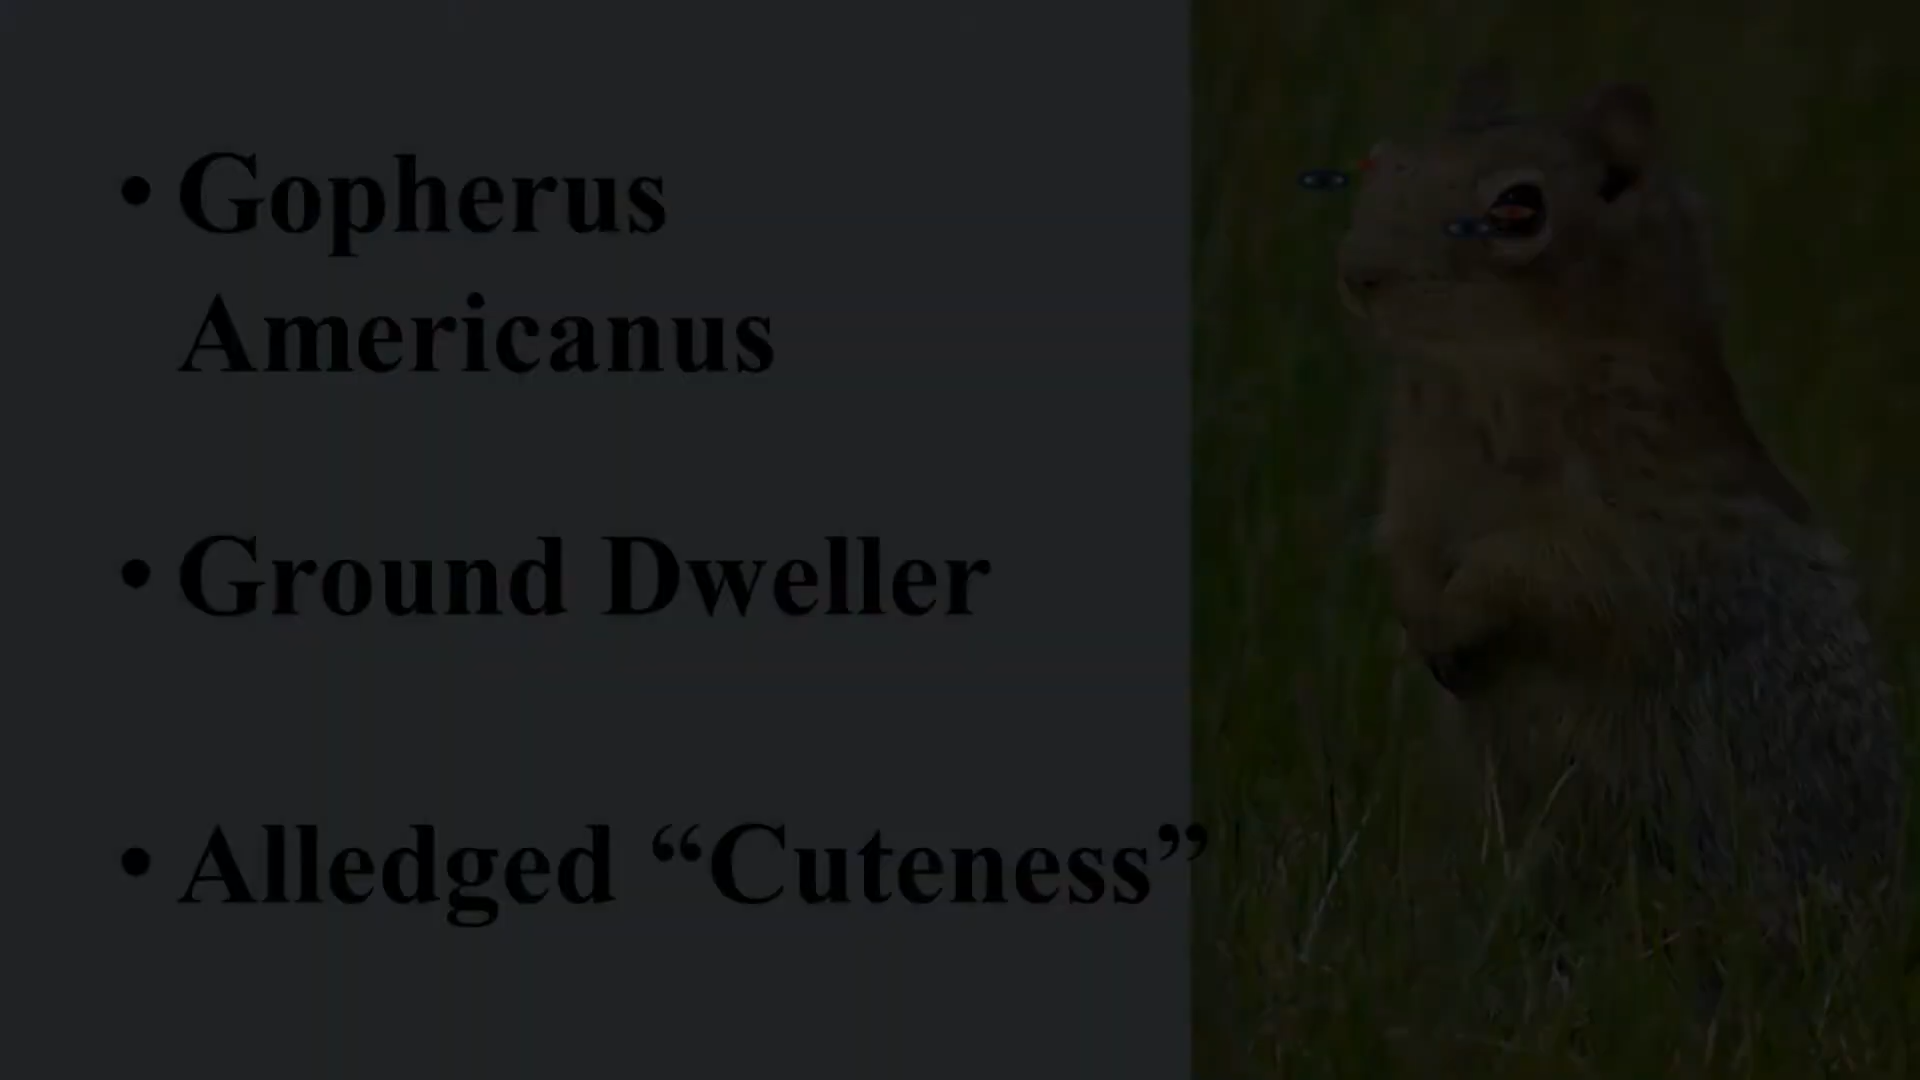 • Gopherus
Americanus
• Ground Dweller
• Alledged “Cuteness”